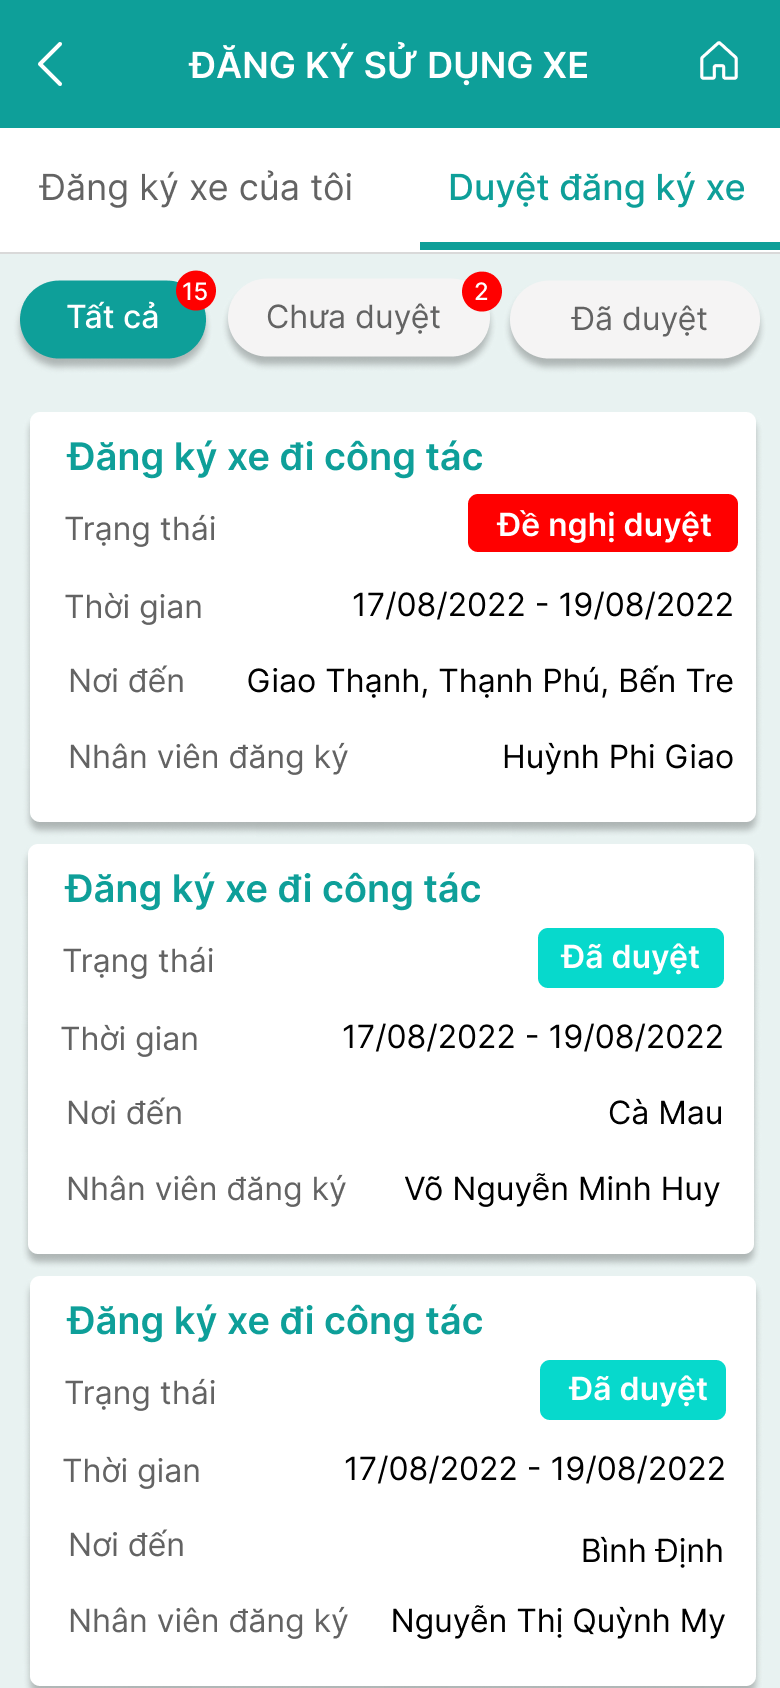 ĐĂNG KÝ SỬ DỤNG XE
Đăng ký xe của tôi Duyệt đăng ký xe
Tất cả 15 Chưa duyệt 2 Đã duyệt
Đăng ký xe đi công tác
Trạng thái Đề nghị duyệt
Thời gian 17/08/2022 - 19/08/2022
Nơi đến Giao Thạnh, Thạnh Phú, Bến Tre
Nhân viên đăng ký Huỳnh Phi Giao
Đăng ký xe đi công tác
Trạng thái Đã duyệt
Thời gian 17/08/2022 - 19/08/2022
Nơi đến Cà Mau
Nhân viên đăng ký Võ Nguyễn Minh Huy
Đăng ký xe đi công tác
Trạng thái Đã duyệt
Thời gian 17/08/2022 - 19/08/2022
Nơi đến Bình Định
Nhân viên đăng ký Nguyễn Thị Quỳnh My